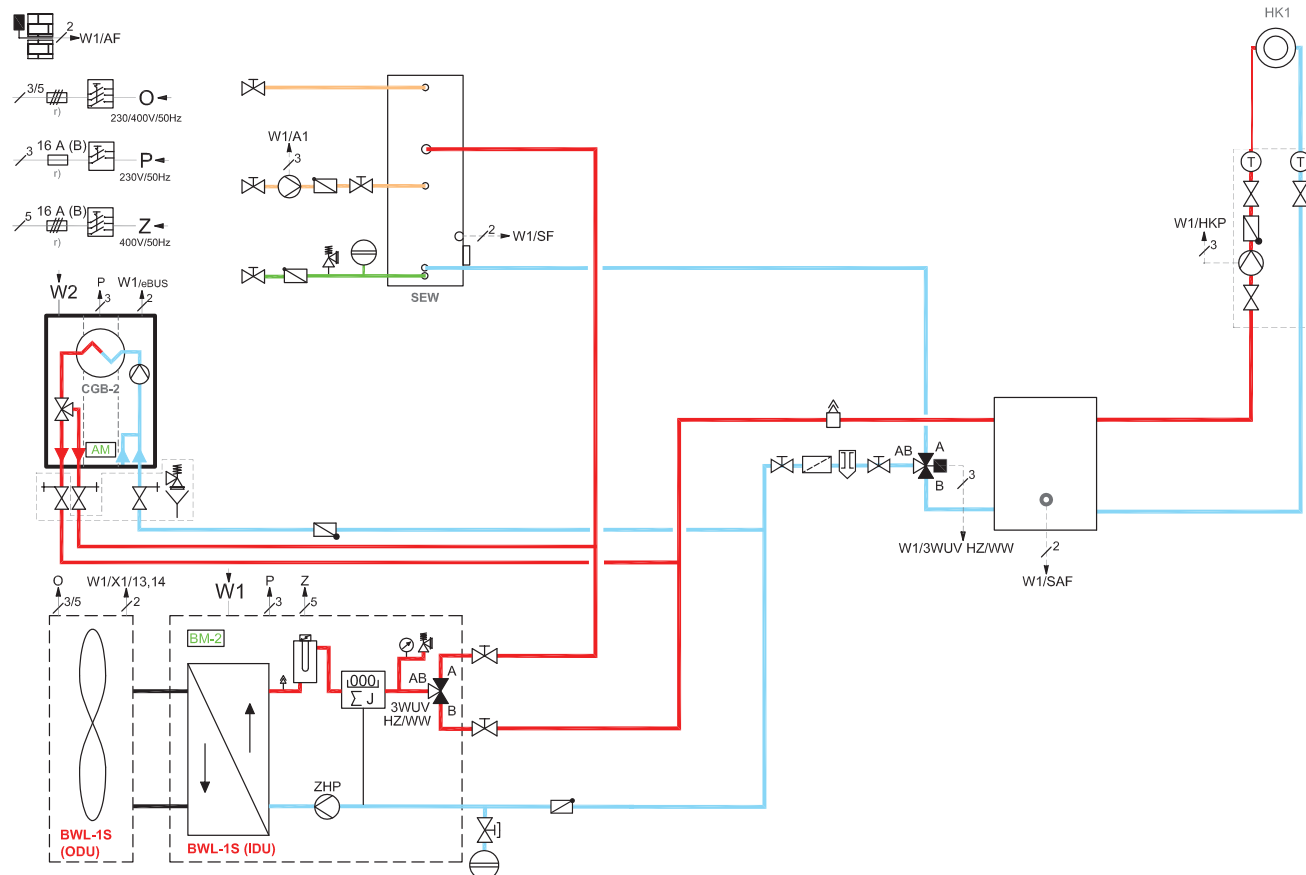 2
W1/AF
HK1
3/5
O
r)
230/400V/50Hz
16 A (B)
3
P
r)
230V/50Hz
16 A (B)
5
Z
r)
400V/50Hz
W1/A1
3
2
W1/SF
SEW
W1/HKP
3
T
T
W2
P
3
W1/eBUS
2
CGB-2
AM
AB
A
B
3
W1/3WUV HZ/WW
2
W1/SAF
O
3/5
W1/X1/13,14
2
W1
P
3
Z
5
BM-2
000
Σ J
AB
A
B
3WUV
HZ/WW
ZHP
BWL-1S
(ODU)
BWL-1S (IDU)